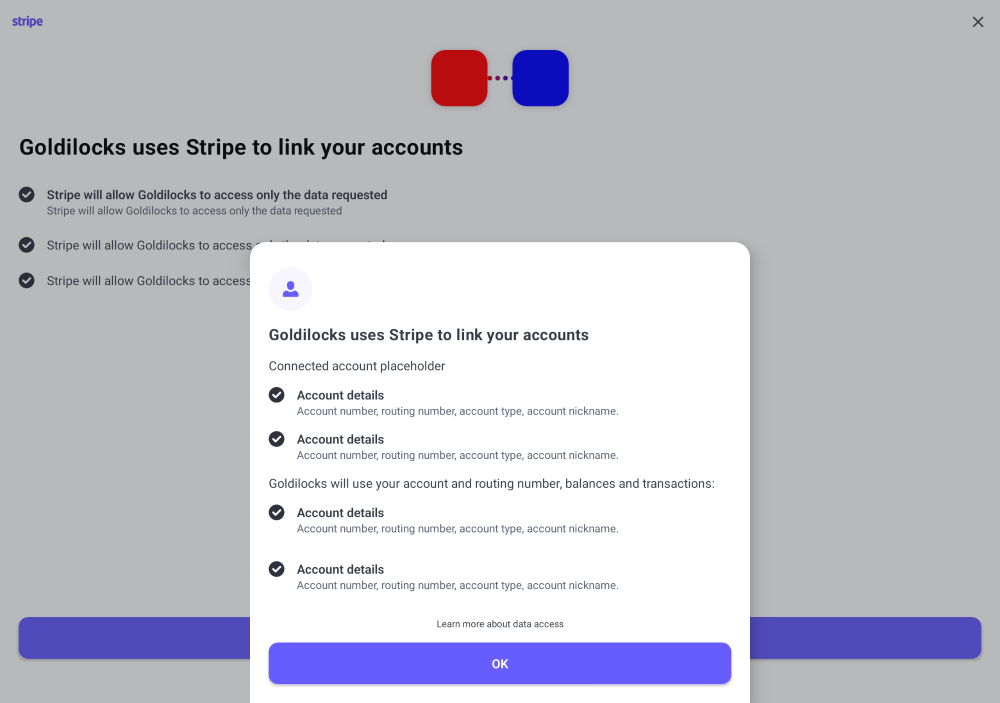 stripe
Goldilocks uses Stripe to link your accounts
Stripe will allow Goldilocks to access only the data requested
Stripe will allow Goldilocks to access only the data requested
Stripe will allow Goldilocks to access only the data requested
Stripe will allow Goldilocks to access
Goldilocks uses Stripe to link your accounts
Connected account placeholder
Account details
Account number, routing number, account type, account nickname.
Account details
Account number, routing number, account type, account nickname.
Goldilocks will use your account and routing number, balances and transactions:
Account details
Account number, routing number, account type, account nickname.
Account details
Account number, routing number, account type, account nickname.
Learn more about data access
OK